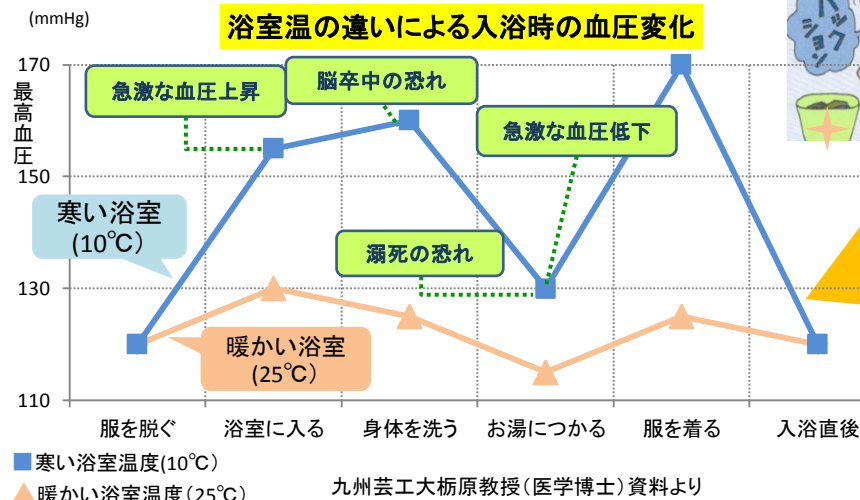 (mmHg)
浴室温の違いによる入浴時の血圧変化
ハックション
170
最高血圧
急激な血圧上昇
脳卒中の恐れ
急激な血圧低下
150
寒い浴室
(10℃)
溺死の恐れ
130
暖かい浴室
(25℃)
110
服を脱ぐ
浴室に入る
身体を洗う
お湯につかる
服を着る
入浴直後
寒い浴室温度(10℃)
暖かい浴室温度(25℃)
九州芸工大栃原教授(医学博士)資料より